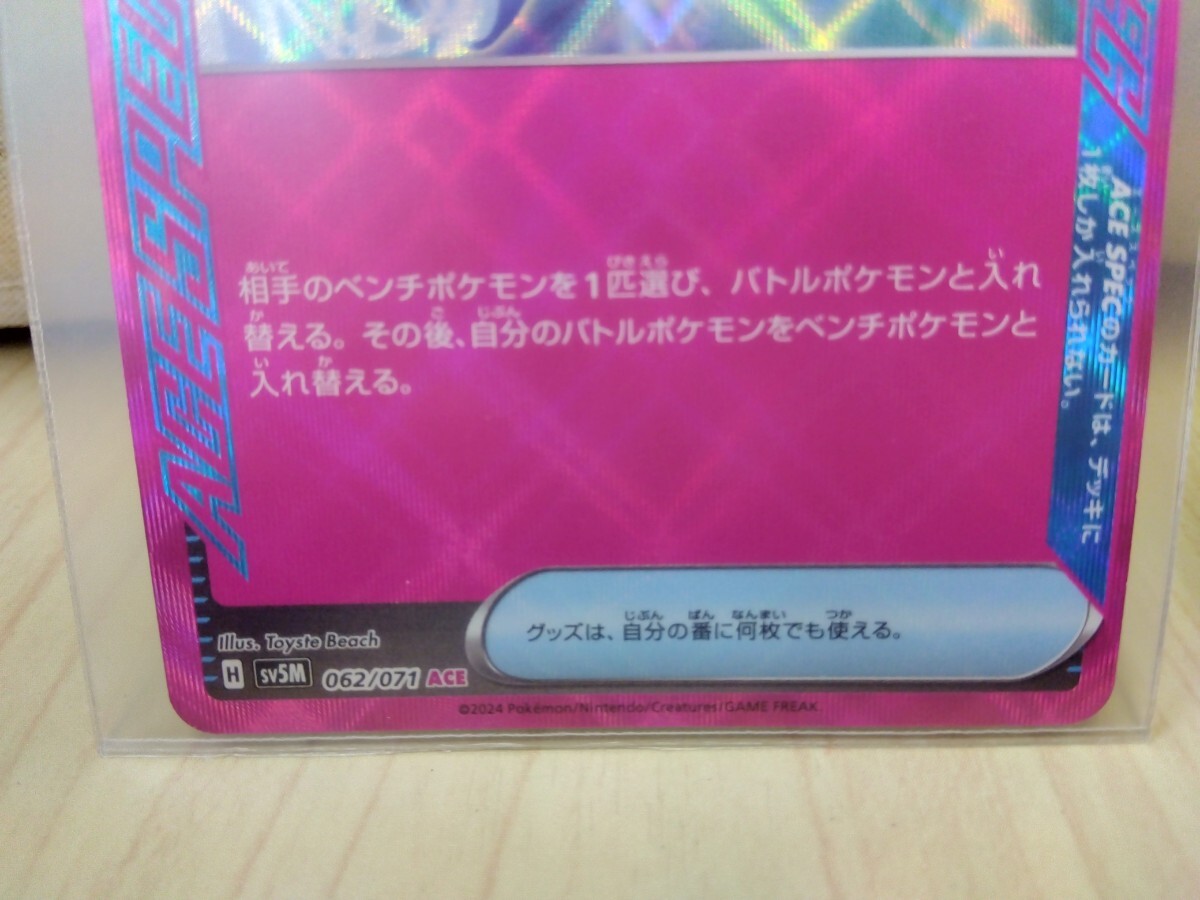 ACE SPEC
ACE SPECのカードは、デッキに
1枚しか入れられない。
相手のベンチポケモンを1匹選び、バトルポケモンと入れ
替える。その後、自分のバトルポケモンをベンチポケモンと
入れ替える。
グッズは、自分の番に何枚でも使える。
Illus. Toyste Beach
H SV5M 062/071 ACE
©2024 Pokémon/Nintendo/Creatures/GAME FREAK